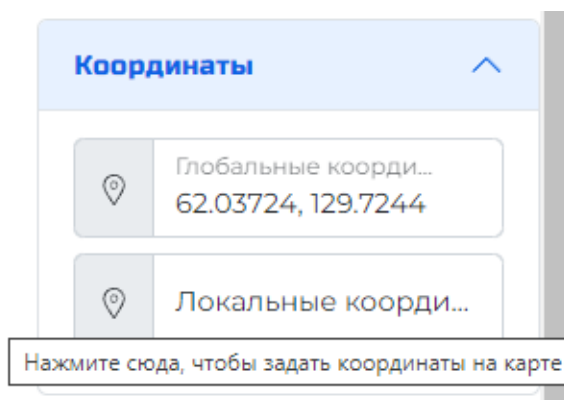 Координаты
Глобальные коорди...
62.03724, 129.7244
Локальные коорди...
Нажмите сюда, чтобы задать координаты на карте